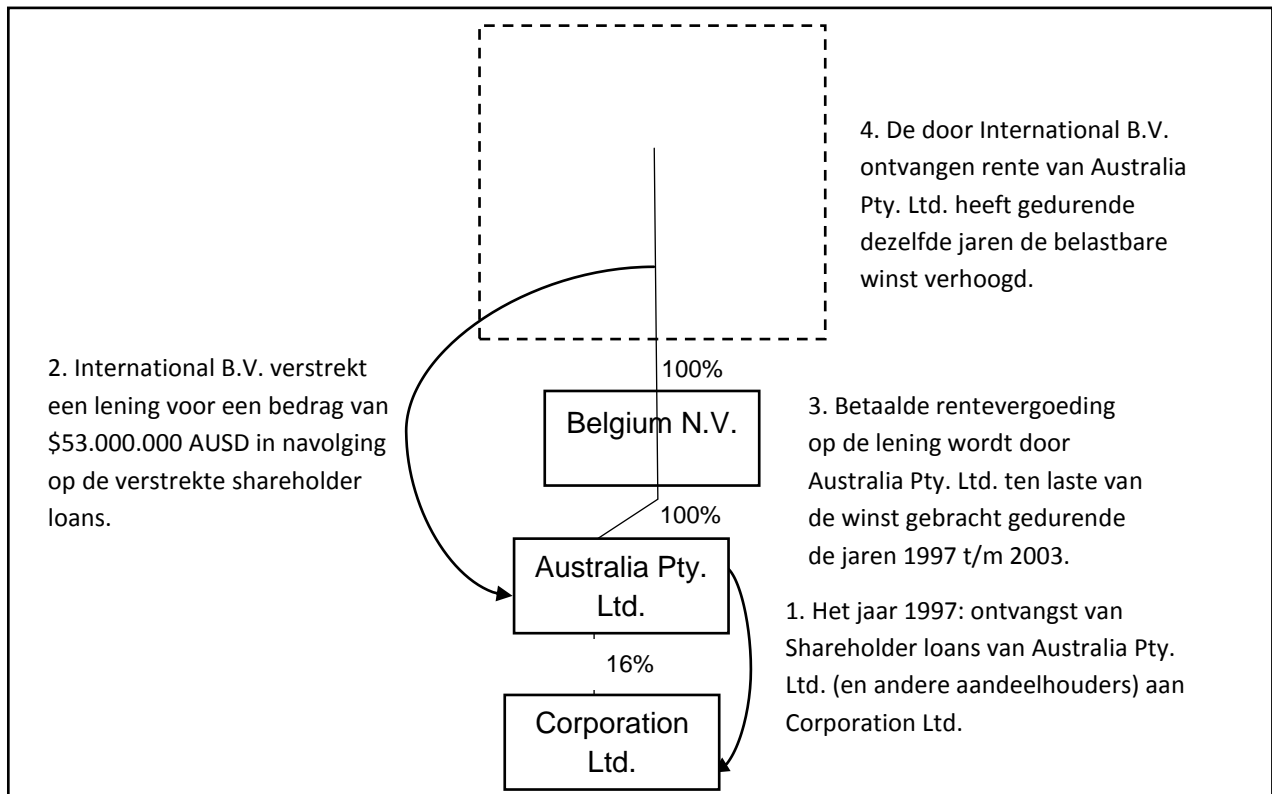 4. De door International B.V.
ontvangen rente van Australia
Pty. Ltd. heeft gedurende
dezelfde jaren de belastbare
winst verhoogd.
2. International B.V. verstrekt
een lening voor een bedrag van
$53.000.000 AUSD in navolging
op de verstrekte shareholder
loans.
100%
Belgium N.V.
3. Betaalde rentevergoeding
op de lening wordt door
Australia Pty. Ltd. ten laste van
de winst gebracht gedurende
de jaren 1997 t/m 2003.
100%
Australia Pty.
Ltd.
1. Het jaar 1997: ontvangst van
Shareholder loans van Australia Pty.
Ltd. (en andere aandeelhouders) aan
Corporation Ltd.
16%
Corporation
Ltd.